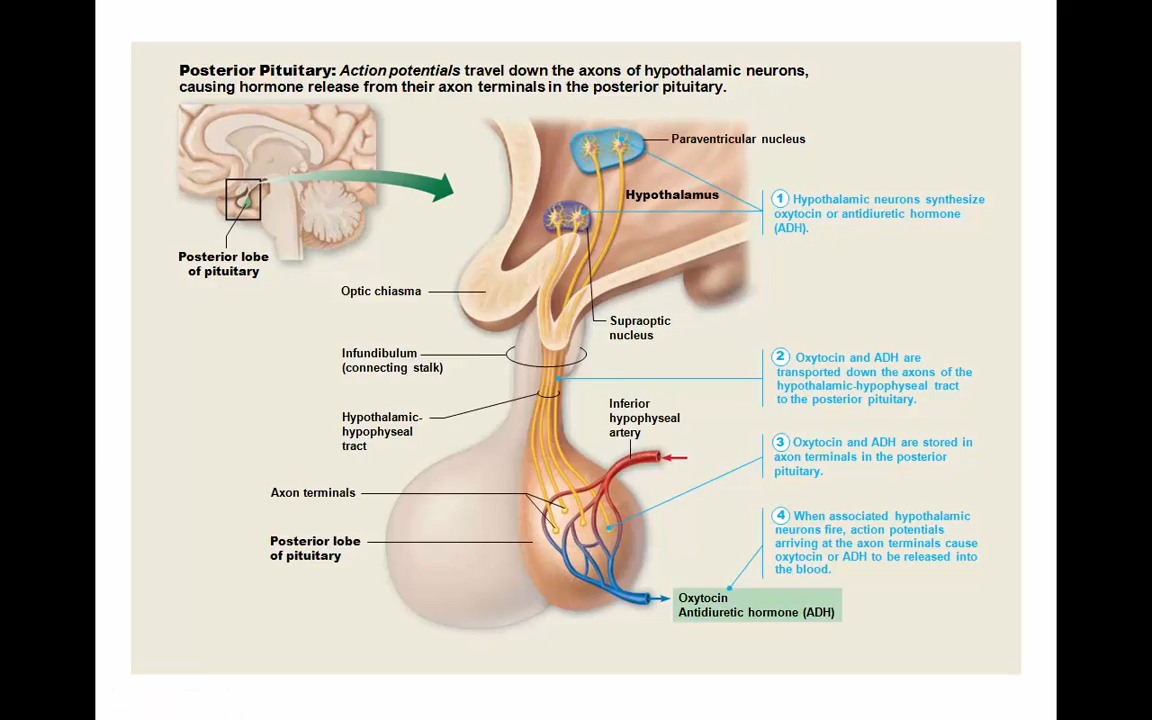 Posterior Pituitary: Action potentials travel down the axons of hypothalamic neurons,
causing hormone release from their axon terminals in the posterior pituitary.
Paraventricular nucleus
Hypothalamus
1 Hypothalamic neurons synthesize
oxytocin or antidiuretic hormone
(ADH).
Posterior lobe
of pituitary
Optic chiasma
Supraoptic
nucleus
Infundibulum
(connecting stalk)
2 Oxytocin and ADH are
transported down the axons of the
hypothalamic-hypophyseal tract
to the posterior pituitary.
Hypothalamic-
hypophyseal
tract
Inferior
hypophyseal
artery
3 Oxytocin and ADH are stored in
axon terminals in the posterior
pituitary.
Axon terminals
Posterior lobe
of pituitary
4 When associated hypothalamic
neurons fire, action potentials
arriving at the axon terminals cause
oxytocin or ADH to be released into
the blood.
Oxytocin
Antidiuretic hormone (ADH)